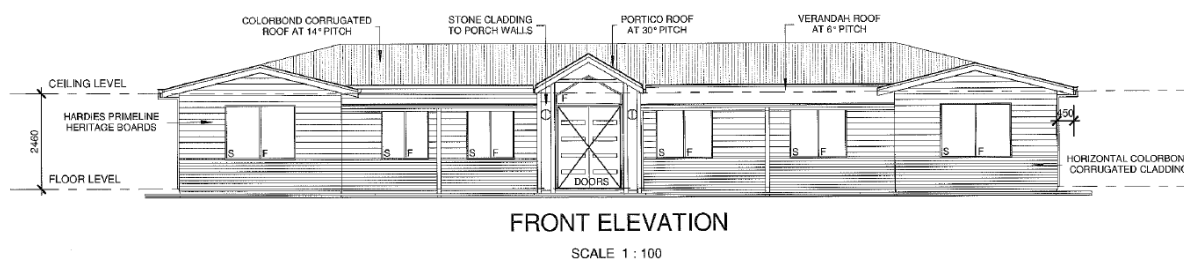 COLORBOND CORRUGATED
ROOF AT 14° PITCH
STONE CLADDING
TO PORCH WALLS
PORTICO ROOF
AT 30° PITCH
VERANDAH ROOF
AT 6° PITCH
CEILING LEVEL
HARDIES PRIMELINE
HERITAGE BOARDS
2460
FLOOR LEVEL
F
S F
S F
S F
S F
S F
S F
DOORS
450
HORIZONTAL COLORBON
CORRUGATED CLADDING
FRONT ELEVATION
SCALE 1 : 100